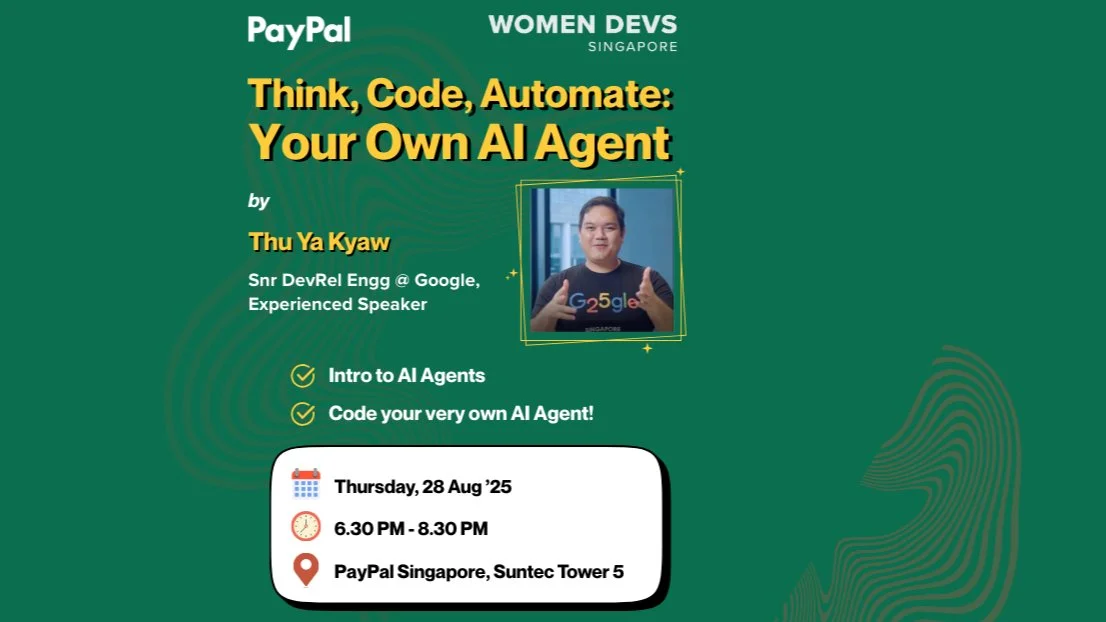 PayPal
WOMEN DEVS
SINGAPORE
Think, Code, Automate:
Your Own AI Agent
by
Thu Ya Kyaw
Snr DevRel Engg @ Google,
Experienced Speaker
G25gle
SINGAPORE
Intro to AI Agents
Code your very own AI Agent!
Thursday, 28 Aug ’25
6.30 PM - 8.30 PM
PayPal Singapore, Suntec Tower 5